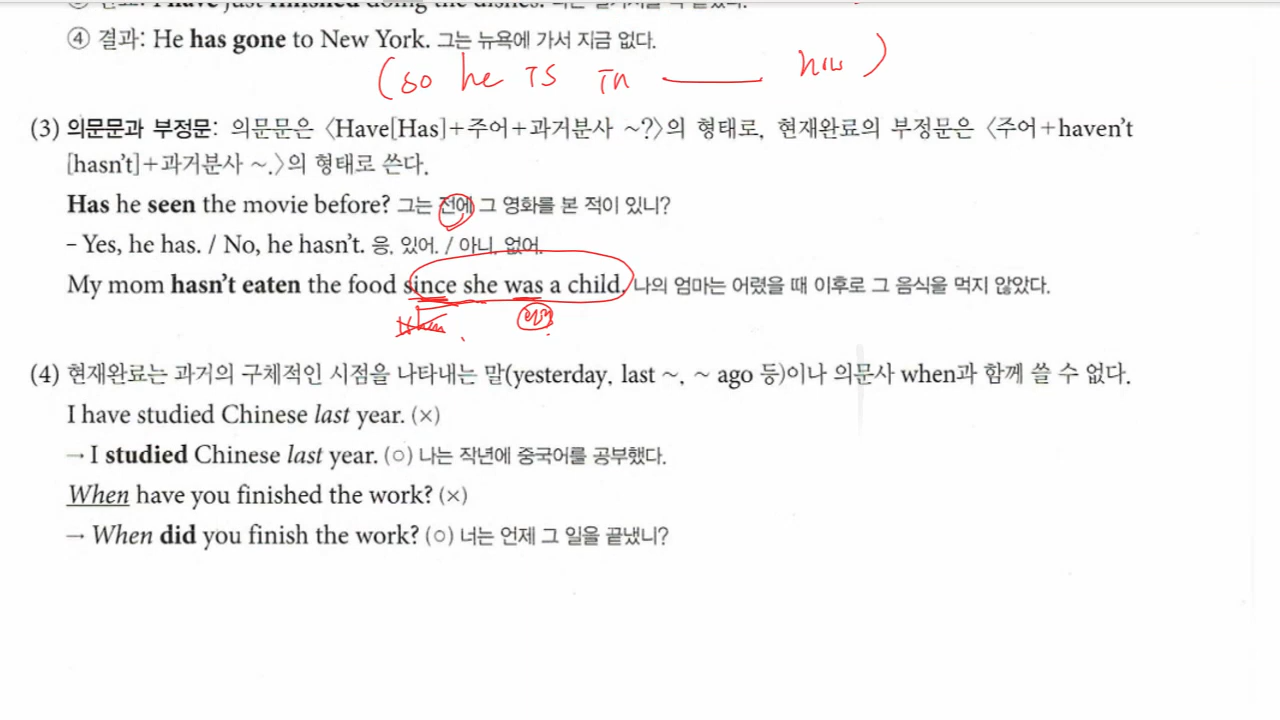 I have just finished doing the dishes.
④ 결과: He has gone to New York. 그는 뉴욕에 가서 지금 없다.
(so he is in ____ now)
(3) 의문문과 부정문: 의문문은 〈Have[Has]+주어+과거분사 ~?〉의 형태로, 현재완료의 부정문은 〈주어+haven't
[hasn't]+과거분사 ~.〉의 형태로 쓴다.
Has he seen the movie before? 그는 전에 그 영화를 본 적이 있니?
– Yes, he has. / No, he hasn't. 응, 있어. / 아니, 없어.
My mom hasn't eaten the food since she was a child. 나의 엄마는 어렸을 때 이후로 그 음식을 먹지 않았다.
when
(4) 현재완료는 과거의 구체적인 시점을 나타내는 말(yesterday, last ~, ~ ago 등)이나 의문사 when과 함께 쓸 수 없다.
I have studied Chinese last year. (×)
→ I studied Chinese last year. (○) 나는 작년에 중국어를 공부했다.
When have you finished the work? (×)
→ When did you finish the work? (○) 너는 언제 그 일을 끝냈니?